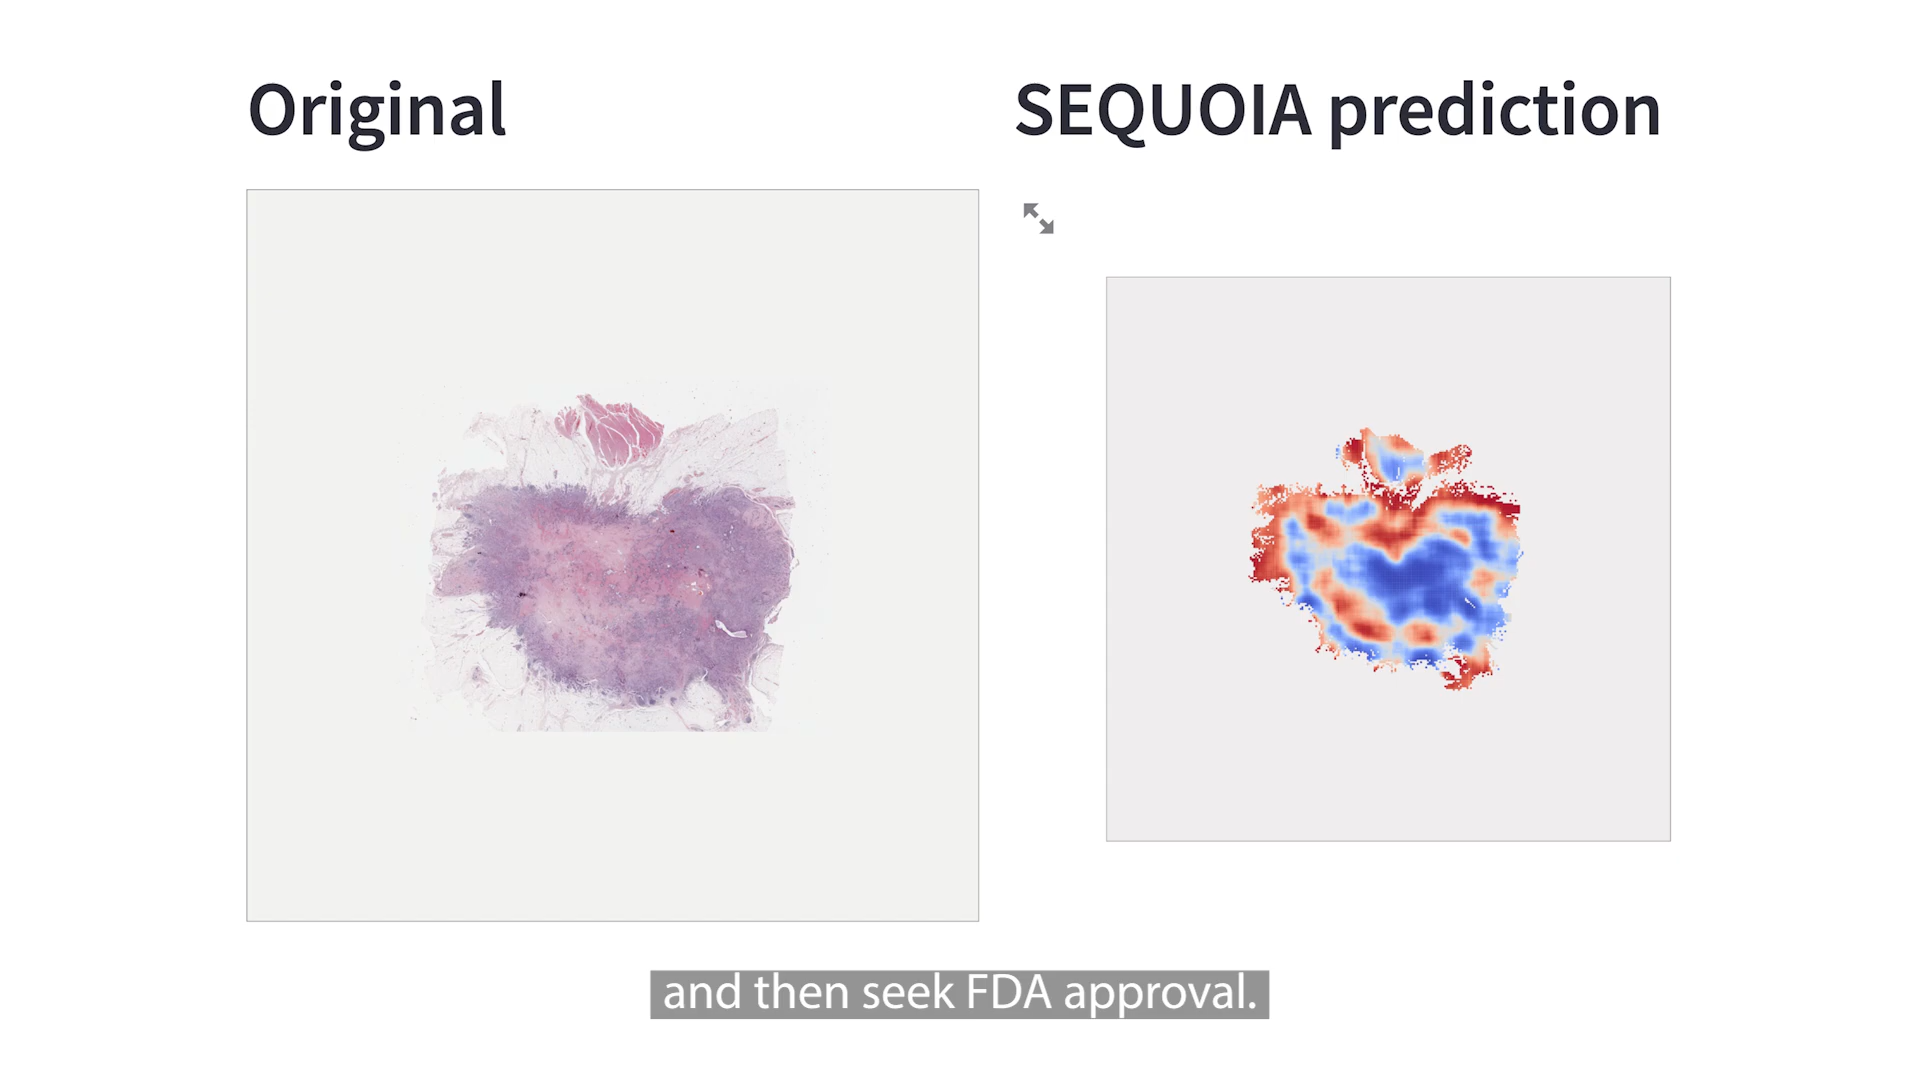 Original
SEQUOIA prediction
and then seek FDA approval.